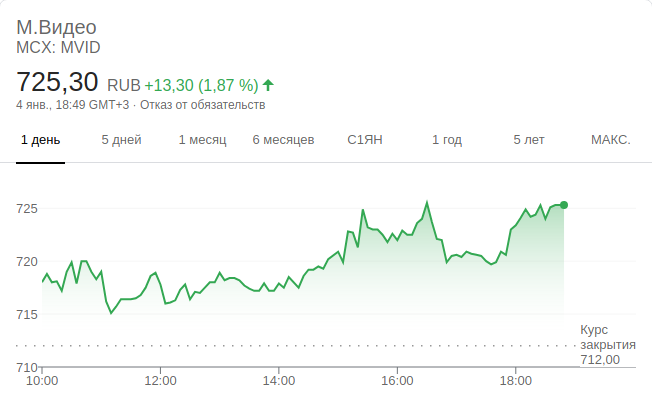 М.Видео
MCX: MVID
725,30 RUB +13,30 (1,87 %)
4 янв., 18:49 GMT+3 · Отказ от обязательств
1 день 5 дней 1 месяц 6 месяцев С1ЯН 1 год 5 лет МАКС.
725
720
715
Курс
закрытия
712,00
710
10:00 12:00 14:00 16:00 18:00